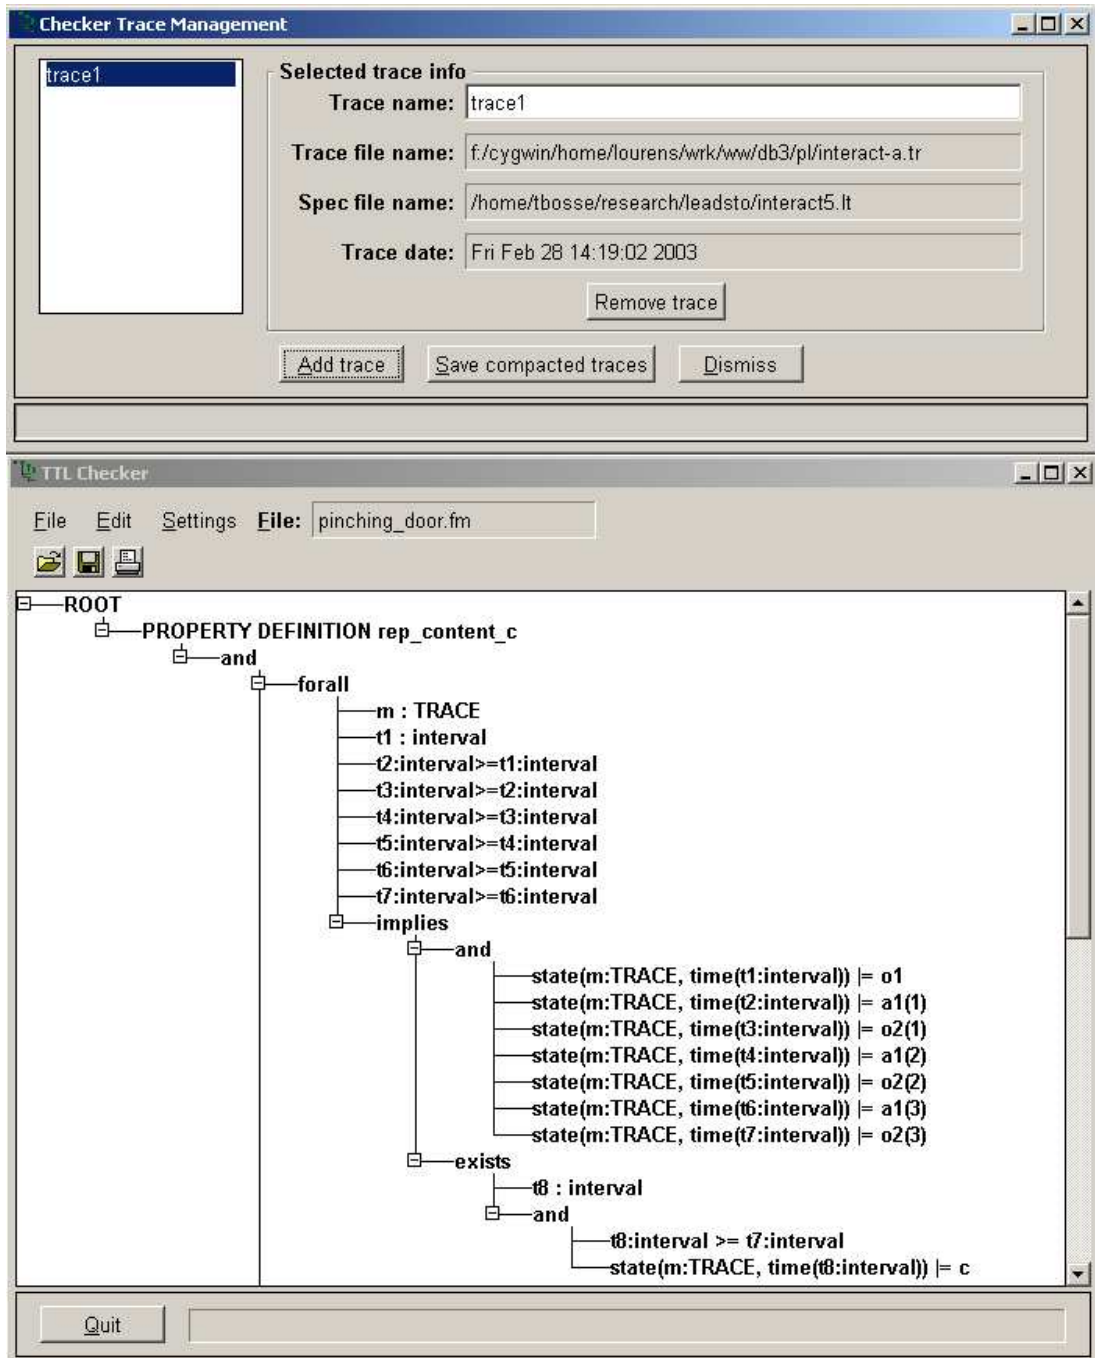 Checker Trace Management
trace1
Selected trace info
Trace name: trace1
Trace file name: f:/cygwin/home/lourens/wrk/ww/db3/pl/interact-a.tr
Spec file name: /home/tbosse/research/leadsto/interact5.lt
Trace date: Fri Feb 28 14:19:02 2003
Remove trace
Add trace Save compacted traces Dismiss
TTL Checker
File Edit Settings File: pinching_door.fm
ROOT
PROPERTY DEFINITION rep_content_c
and
forall
m : TRACE
t1 : interval
t2:interval>=t1:interval
t3:interval>=t2:interval
t4:interval>=t3:interval
t5:interval>=t4:interval
t6:interval>=t5:interval
t7:interval>=t6:interval
implies
and
state(m:TRACE, time(t1:interval)) |= o1
state(m:TRACE, time(t2:interval)) |= a1(1)
state(m:TRACE, time(t3:interval)) |= o2(1)
state(m:TRACE, time(t4:interval)) |= a1(2)
state(m:TRACE, time(t5:interval)) |= o2(2)
state(m:TRACE, time(t6:interval)) |= a1(3)
state(m:TRACE, time(t7:interval)) |= o2(3)
exists
t8 : interval
and
t8:interval >= t7:interval
state(m:TRACE, time(t8:interval)) |= c
Quit